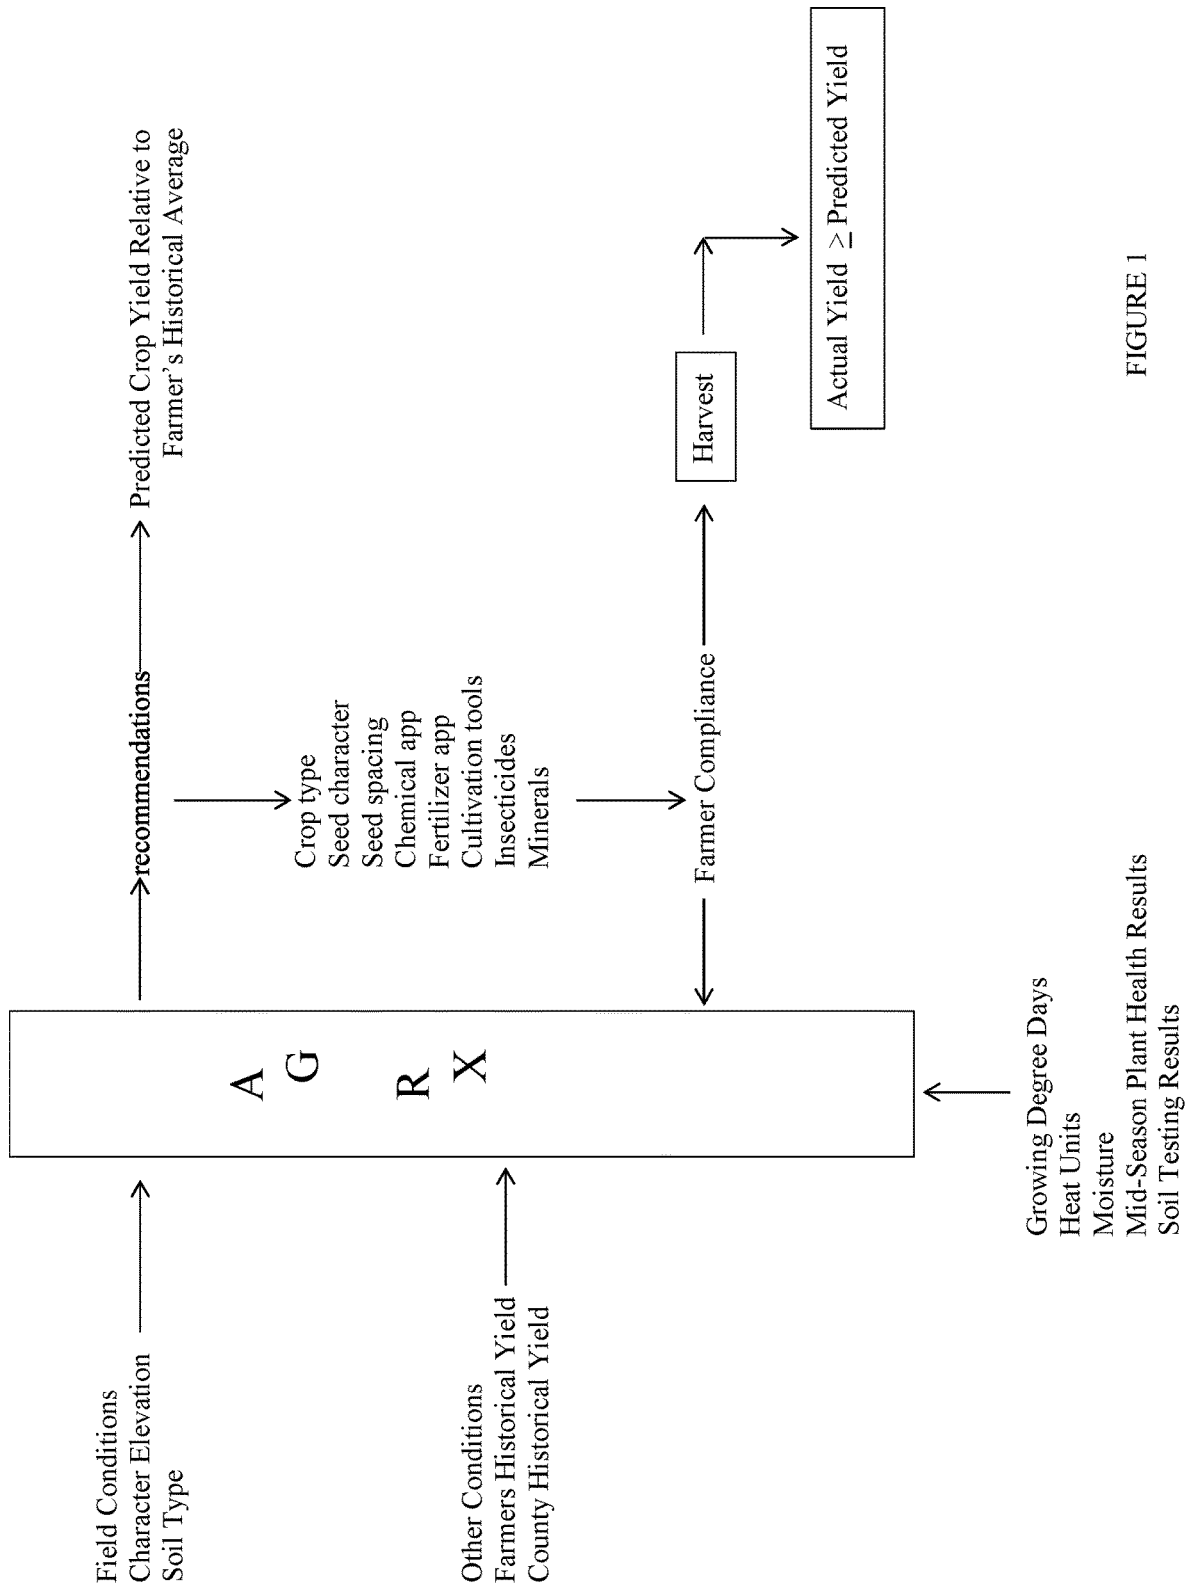 Field Conditions
Character Elevation
Soil Type
Other Conditions
Farmers Historical Yield
County Historical Yield
A
G
R
X
Growing Degree Days
Heat Units
Moisture
Mid-Season Plant Health Results
Soil Testing Results
recommendations
Predicted Crop Yield Relative to
Farmer's Historical Average
Crop type
Seed character
Seed spacing
Chemical app
Fertilizer app
Cultivation tools
Insecticides
Minerals
Farmer Compliance
Harvest
Actual Yield ≥ Predicted Yield
FIGURE 1